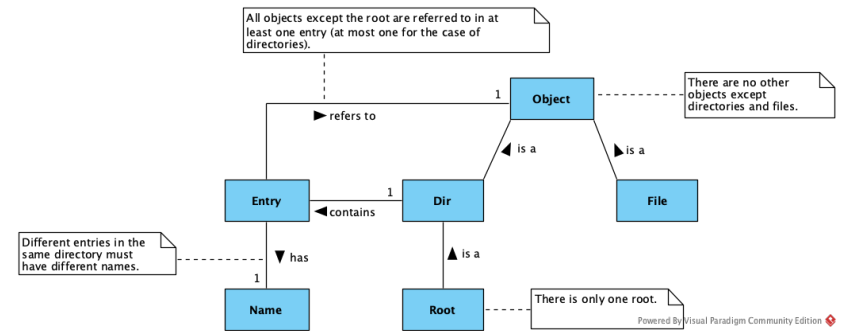 All objects except the root are referred to in at
least one entry (at most one for the case of
directories).
There are no other
objects except
directories and files.
1
Object
refers to
is a
is a
Entry
1
contains
Dir
File
Different entries in the
same directory must
have different names.
has
is a
1
Name
Root
There is only one root.
Powered By Visual Paradigm Community Edition